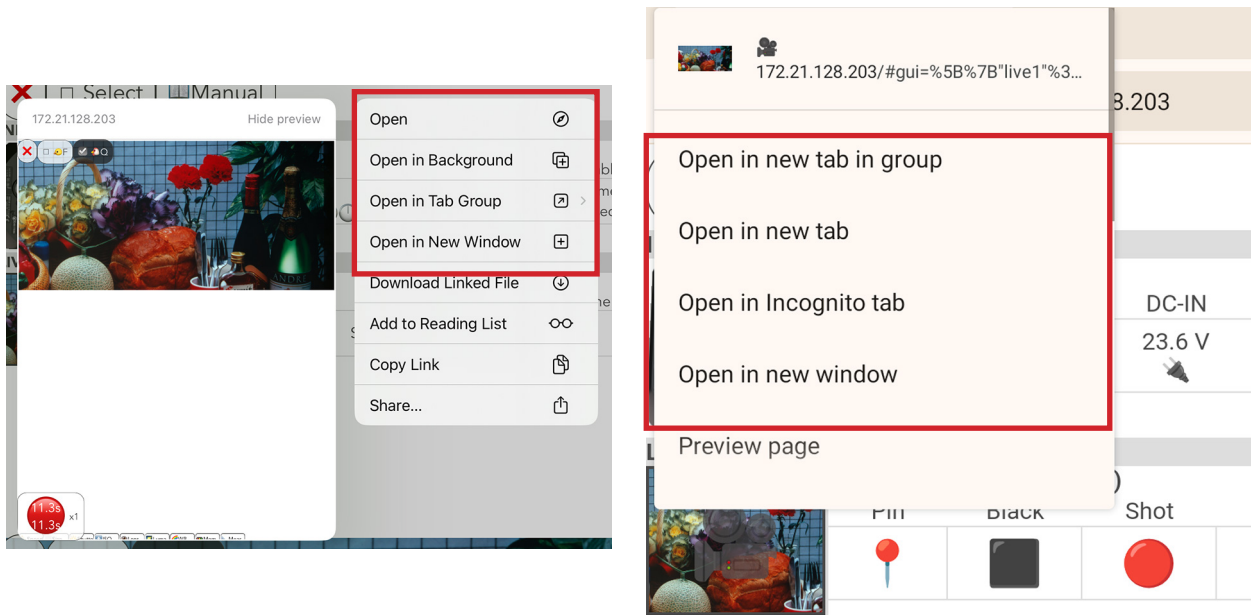 Select
Manual
172.21.128.203
Hide preview
F
Q
11.3s
11.3s
x1
Open
Open in Background
Open in Tab Group
Open in New Window
Download Linked File
Add to Reading List
Copy Link
Share...
172.21.128.203/#gui=%5B%7B"live1"%3...
8.203
Open in new tab in group
Open in new tab
Open in Incognito tab
Open in new window
Preview page
DC-IN
23.6 V
Pin
Black
Shot